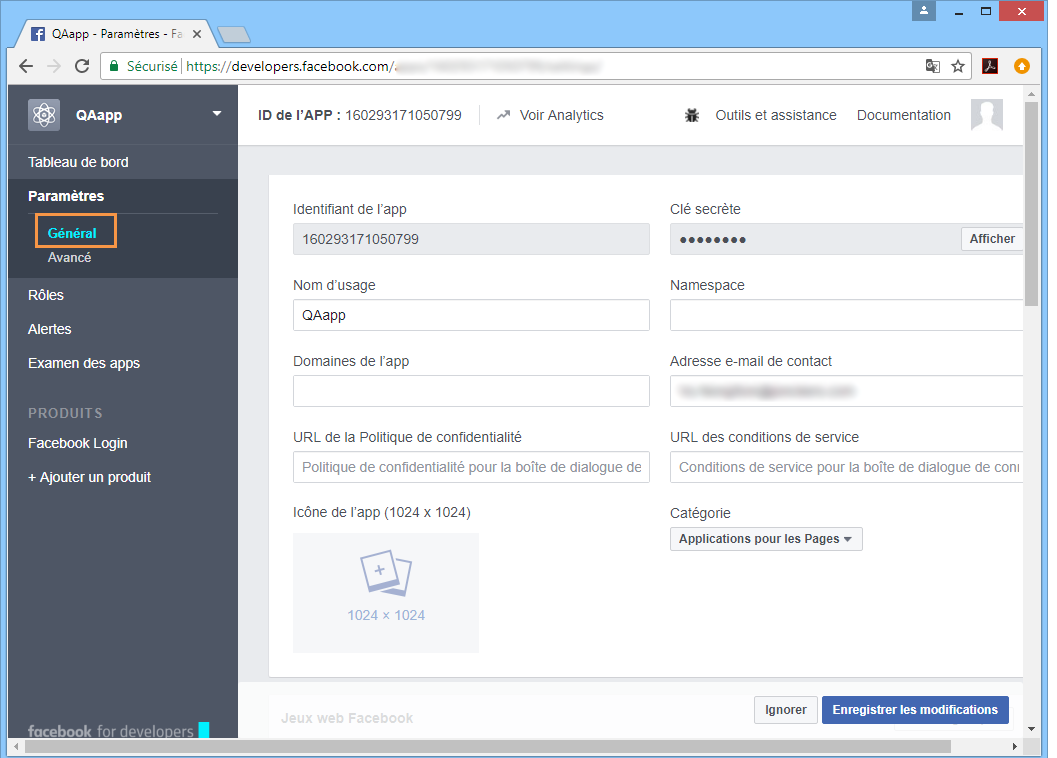 QAapp - Paramètres - Fa
Sécurisé https://developers.facebook.com/
QAapp
ID de l'APP : 160293171050799
Voir Analytics
Outils et assistance
Documentation
Tableau de bord
Paramètres
Général
Avancé
Rôles
Alertes
Examen des apps
PRODUITS
Facebook Login
+ Ajouter un produit
facebook for developers
Identifiant de l'app
160293171050799
Clé secrète
●●●●●●●●
Afficher
Nom d'usage
QAapp
Namespace
Domaines de l'app
Adresse e-mail de contact
URL de la Politique de confidentialité
Politique de confidentialité pour la boîte de dialogue de
URL des conditions de service
Conditions de service pour la boîte de dialogue de con
Icône de l'app (1024 x 1024)
1024 × 1024
Catégorie
Applications pour les Pages
Jeux web Facebook
Ignorer
Enregistrer les modifications